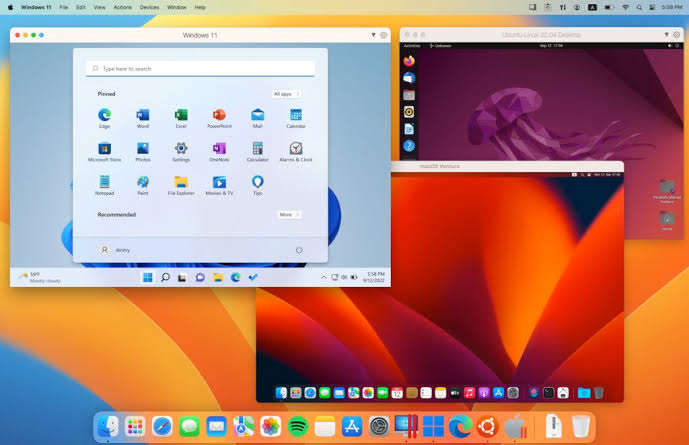 Windows 11 File Edit View Actions Devices Window Help
5:58 PM
Windows 11
Type here to search
Pinned
All apps
Edge Word Excel PowerPoint Mail Calendar
Microsoft Store Photos Settings OneNote Calculator Alarms & Clock
Notepad Paint File Explorer Movies & TV Tips
Recommended
More
dmitry
59°F
Mostly cloudy
5:58 PM
9/12/2022
Ubuntu Linux 22.04 Desktop
Activities
Unknown
Sep 12 17:58
Parallels Shared
Folders
Home
macOS Ventura
12